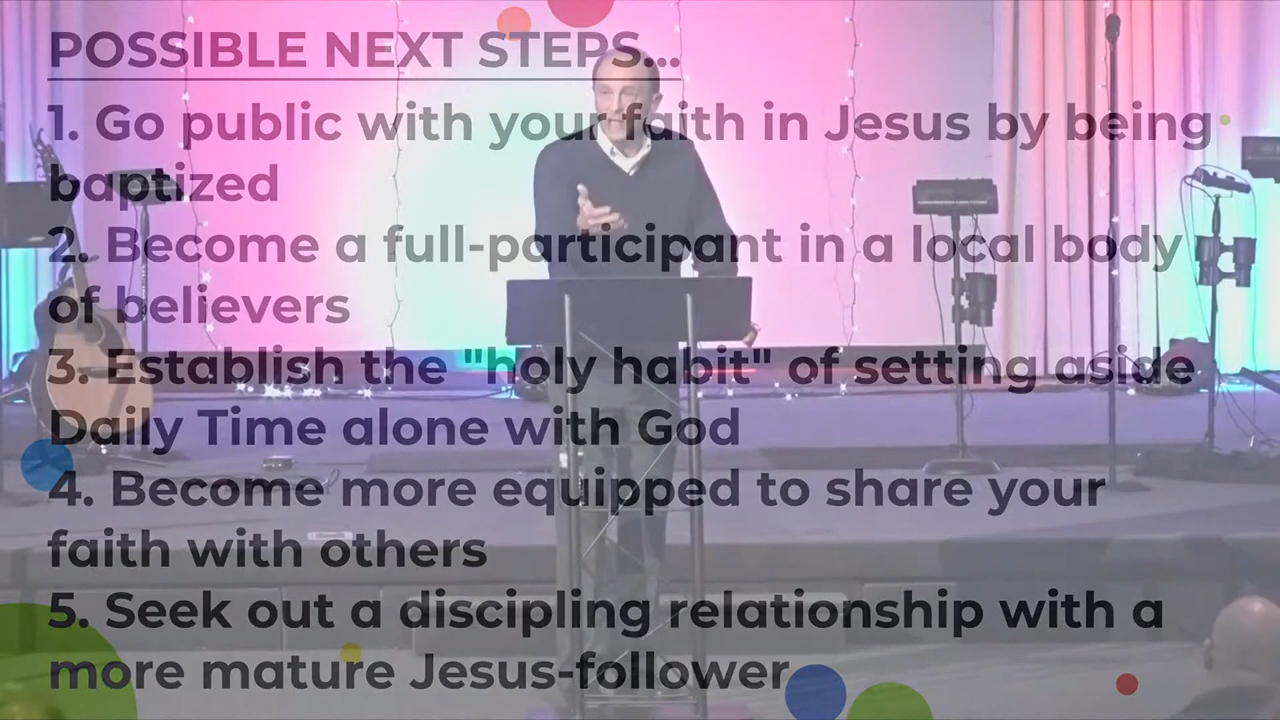 POSSIBLE NEXT STEPS...
1. Go public with your faith in Jesus by being
baptized
2. Become a full-participant in a local body
of believers
3. Establish the "holy habit" of setting aside
Daily Time alone with God
4. Become more equipped to share your
faith with others
5. Seek out a discipling relationship with a
more mature Jesus-follower